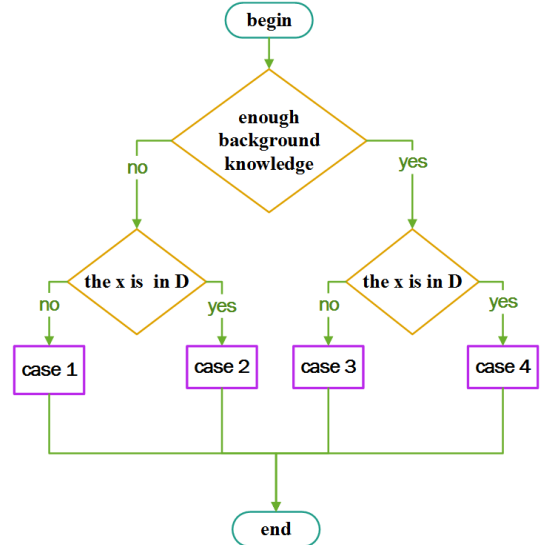 begin
enough
background
knowledge
no
yes
the x is in D
the x is in D
no
yes
no
yes
case 1
case 2
case 3
case 4
end